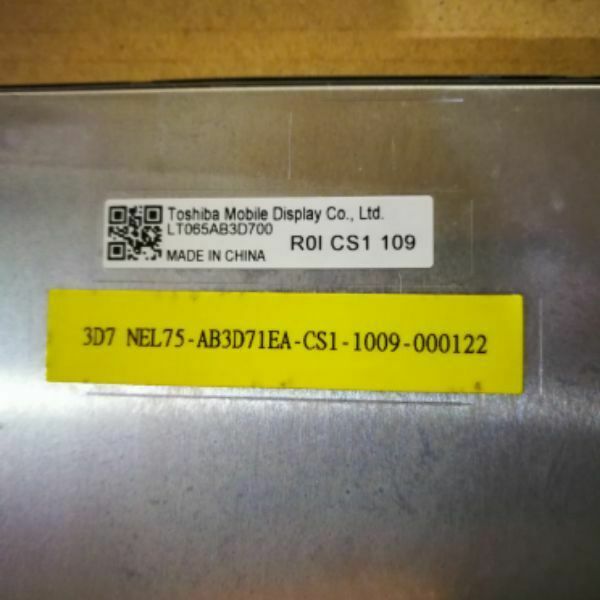 Toshiba Mobile Display Co., Ltd.
LT065AB3D700
R0I CS1 109
MADE IN CHINA
3D7 NEL75-AB3D71EA-CS1-1009-000122